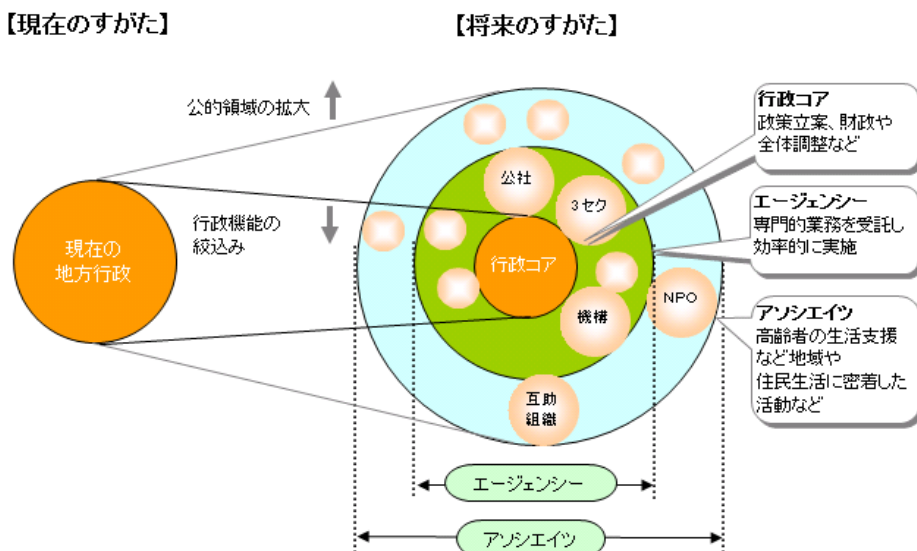 【現在のすがた】
【将来のすがた】
公的領域の拡大
行政機能の
絞込み
現在の
地方行政
公社
3セク
行政コア
機構
NPO
互助
組織
行政コア
政策立案、財政や
全体調整など
エージェンシー
専門的業務を受託し
効率的に実施
アソシエイツ
高齢者の生活支援
など地域や
住民生活に密着した
活動など
エージェンシー
アソシエイツ